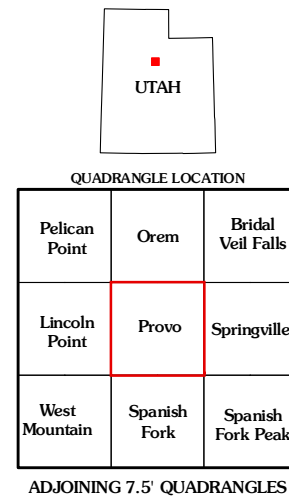 UTAH
QUADRANGLE LOCATION
Pelican
Point
Orem
Bridal
Veil Falls
Lincoln
Point
Provo
Springville
West
Mountain
Spanish
Fork
Spanish
Fork Peak
ADJOINING 7.5' QUADRANGLES